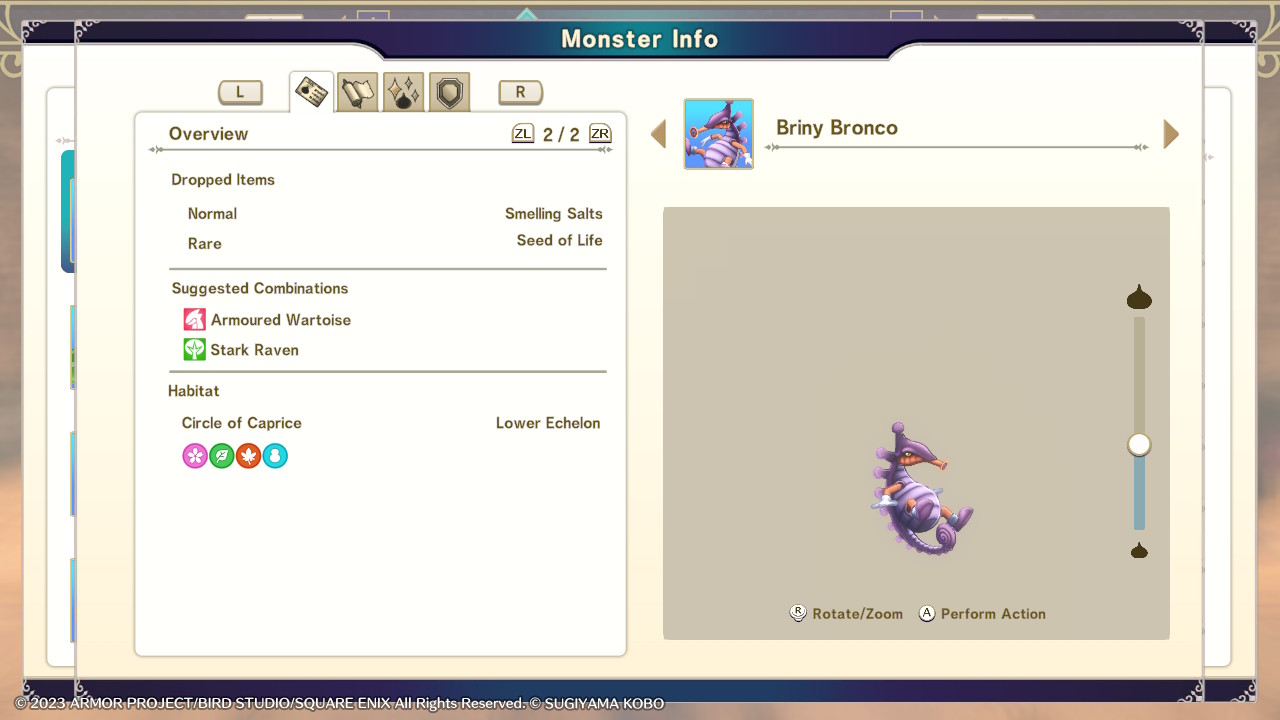 Monster Info
L
R
Overview
ZL 2 / 2 ZR
Dropped Items
Normal Smelling Salts
Rare Seed of Life
Suggested Combinations
Armoured Wartoise
Stark Raven
Habitat
Circle of Caprice Lower Echelon
Briny Bronco
R Rotate/Zoom A Perform Action
© 2023 ARMOR PROJECT/BIRD STUDIO/SQUARE ENIX All Rights Reserved. © SUGIYAMA KOBO